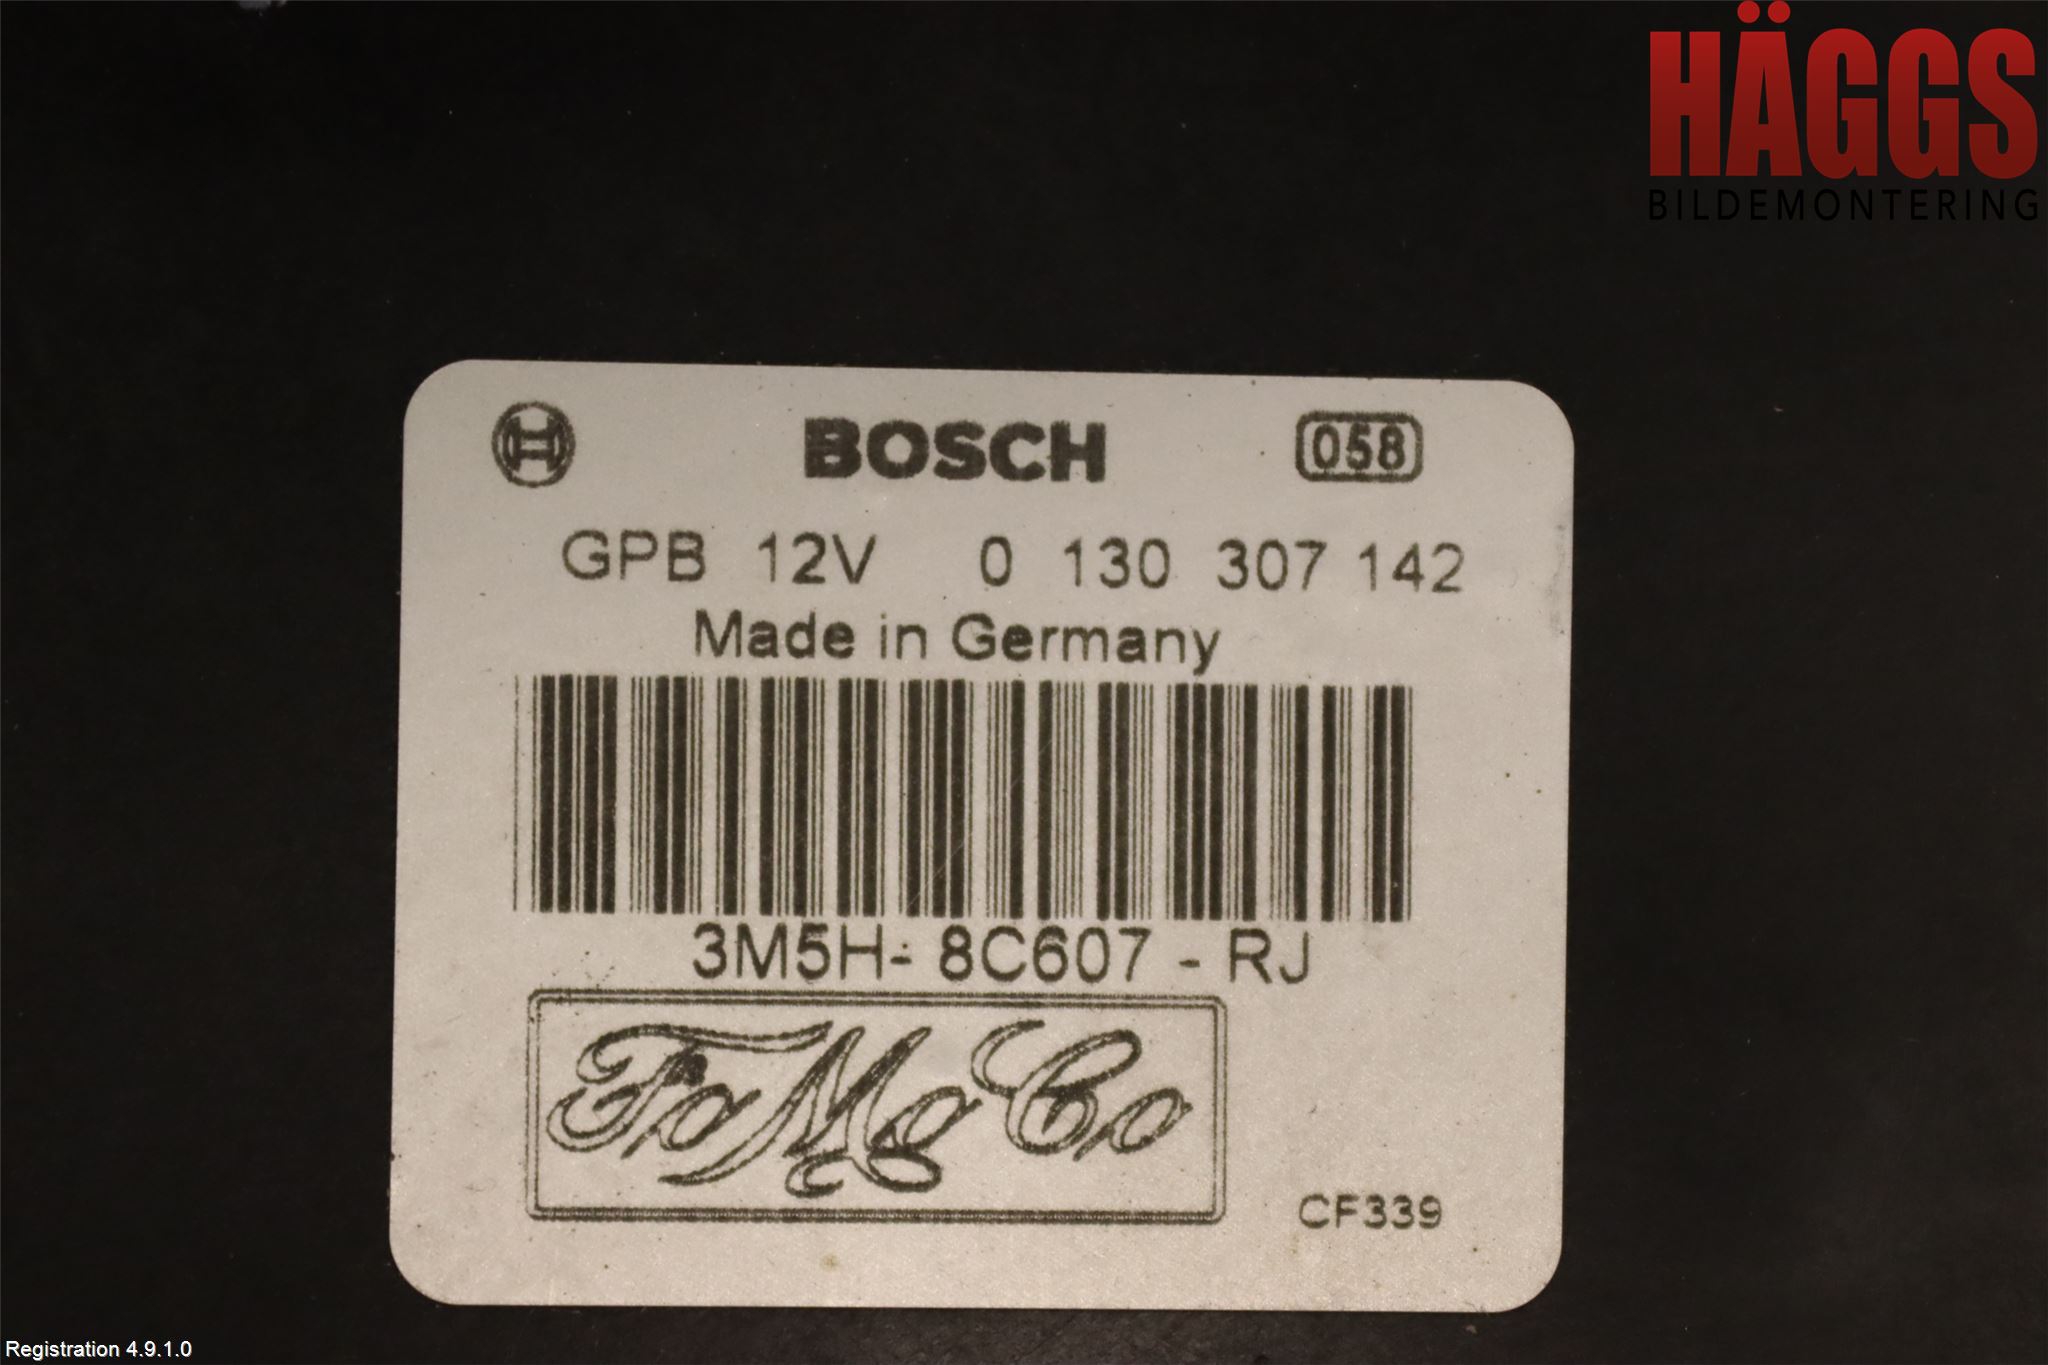 HÄGGS
BILDEMONTERING
BOSCH 058
GPB 12V 0 130 307 142
Made in Germany
3M5H- 8C607 - RJ
FoMoCo
CF339
Registration 4.9.1.0